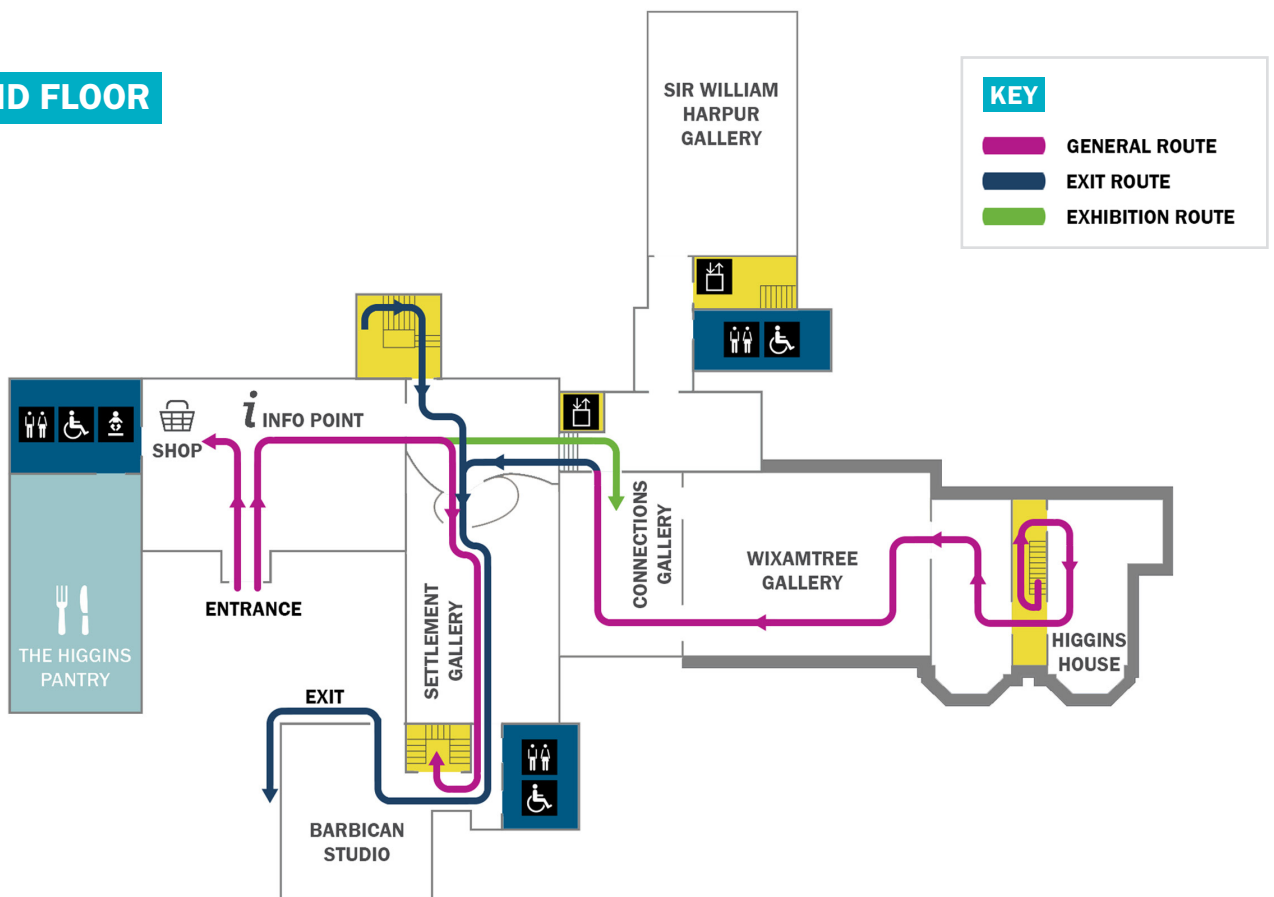 ND FLOOR
SIR WILLIAM
HARPUR
GALLERY
KEY
GENERAL ROUTE
EXIT ROUTE
EXHIBITION ROUTE
i INFO POINT
SHOP
ENTRANCE
THE HIGGINS
PANTRY
SETTLEMENT
GALLERY
CONNECTIONS
GALLERY
WIXAMTREE
GALLERY
HIGGINS
HOUSE
EXIT
BARBICAN
STUDIO